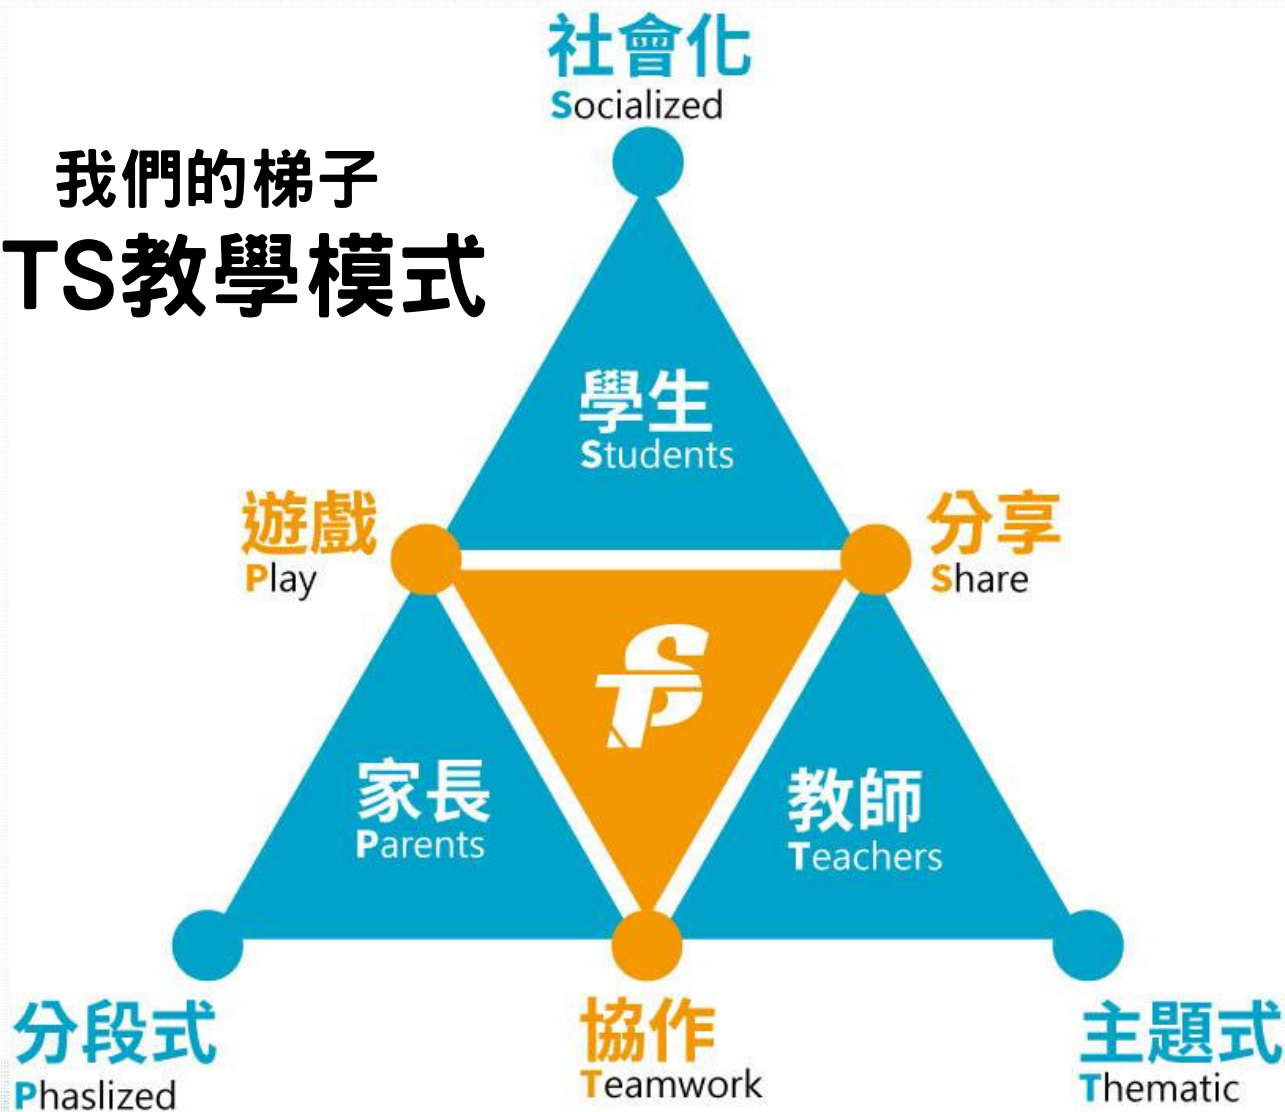 社會化
Socialized
我們的梯子
TS教學模式
學生
Students
遊戲
Play
分享
Share
家長
Parents
教師
Teachers
分段式
Phaslized
協作
Teamwork
主題式
Thematic